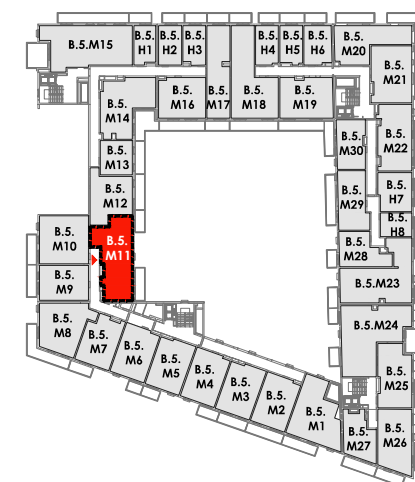 B.5.M15
B.5.
H1
B.5.
H2
B.5.
H3
B.5.
H4
B.5.
H5
B.5.
H6
B.5.
M20
B.5.
M21
B.5.
M14
B.5.
M16
B.5.
M17
B.5.
M18
B.5.
M19
B.5.
M13
B.5.
M30
B.5.
M22
B.5.
M12
B.5.
M29
B.5.
H7
B.5.
H8
B.5.
M10
B.5.
M11
B.5.
M28
B.5.
M9
B.5.M23
B.5.
M8
B.5.
M7
B.5.
M6
B.5.
M5
B.5.
M4
B.5.
M3
B.5.
M2
B.5.
M1
B.5.M24
B.5.
M25
B.5.
M27
B.5.
M26